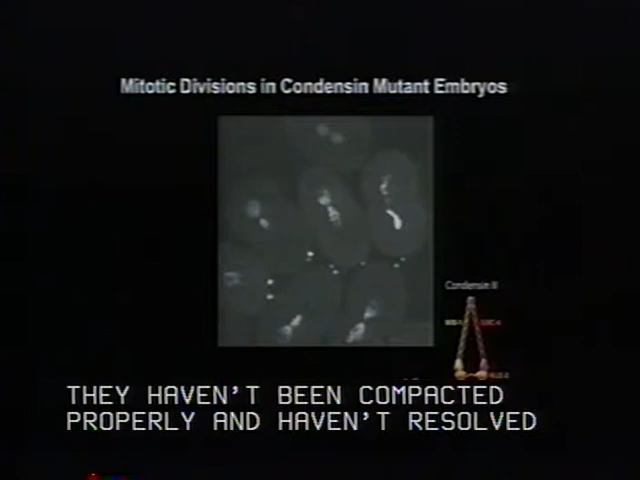 Mitotic Divisions in Condensin Mutant Embryos
Condensin II
THEY HAVEN'T BEEN COMPACTED
PROPERLY AND HAVEN'T RESOLVED